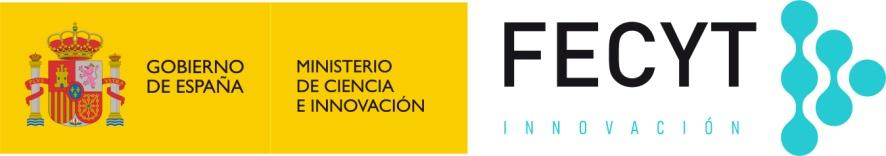 GOBIERNO
DE ESPAÑA
MINISTERIO
DE CIENCIA
E INNOVACIÓN
FECYT
INNOVACIÓN